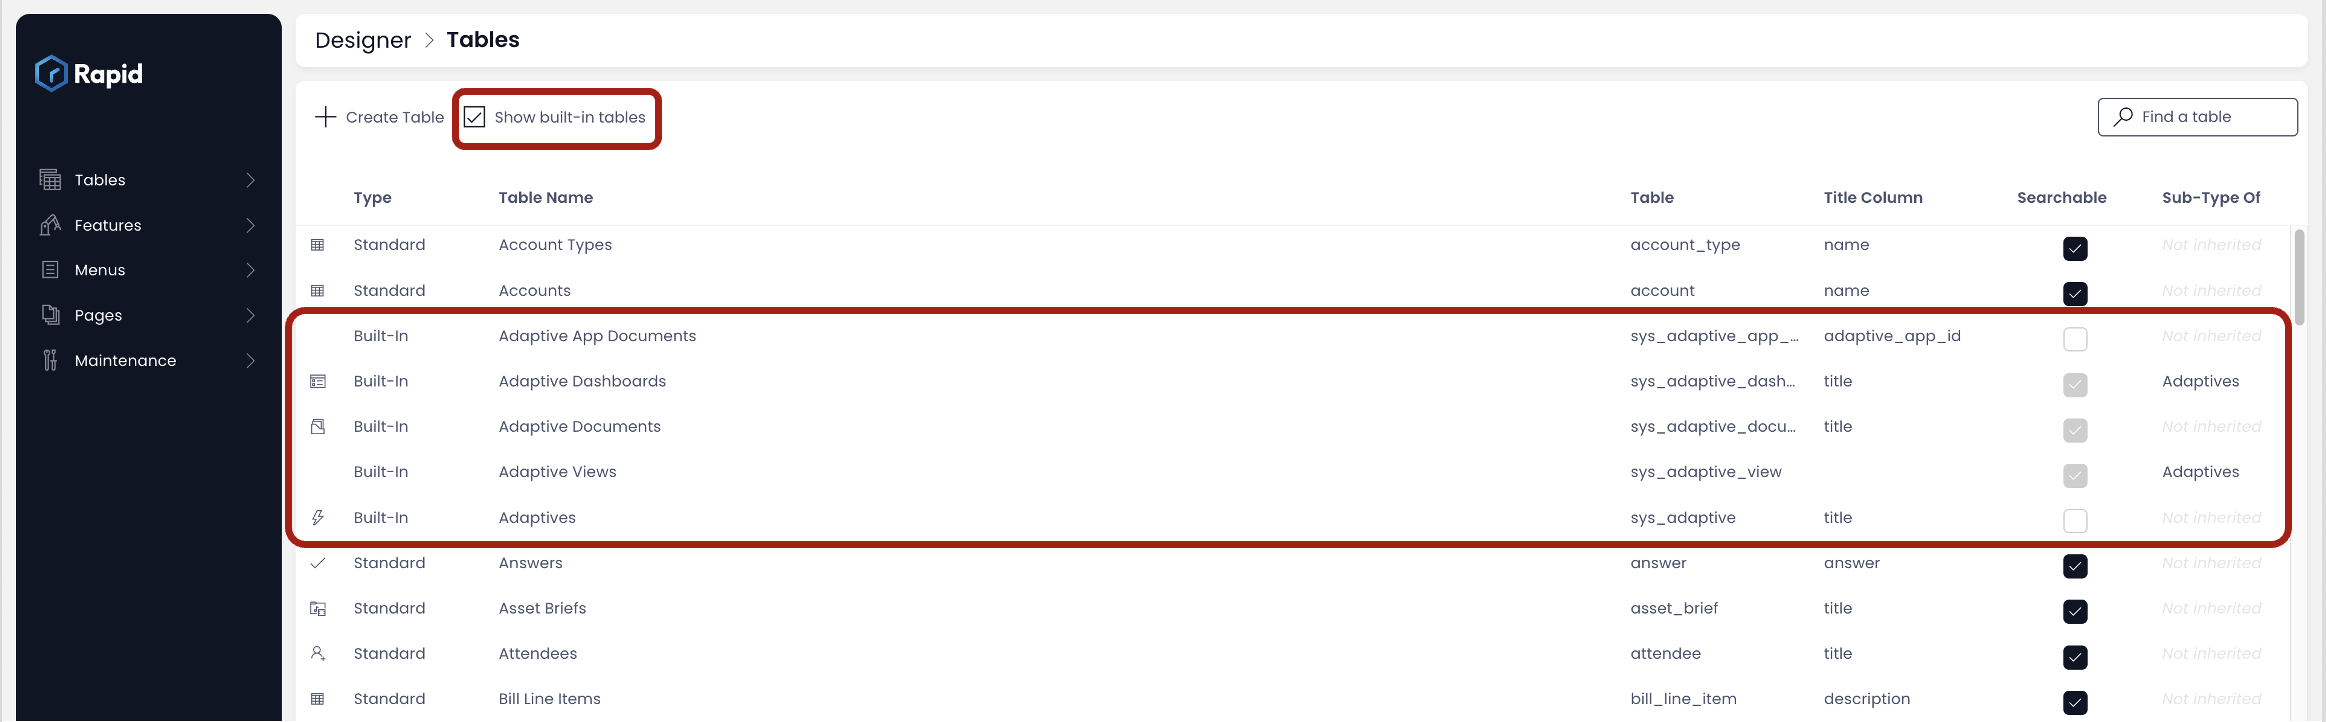 Rapid
Tables
Features
Menus
Pages
Maintenance
Designer > Tables
Create Table Show built-in tables Find a table
Type Table Name Table Title Column Searchable Sub-Type Of
Standard Account Types account_type name Not inherited
Standard Accounts account name Not inherited
Built-In Adaptive App Documents sys_adaptive_app_... adaptive_app_id Not inherited
Built-In Adaptive Dashboards sys_adaptive_dash... title Adaptives
Built-In Adaptive Documents sys_adaptive_docu... title Not inherited
Built-In Adaptive Views sys_adaptive_view Adaptives
Built-In Adaptives sys_adaptive title Not inherited
Standard Answers answer answer Not inherited
Standard Asset Briefs asset_brief title Not inherited
Standard Attendees attendee title Not inherited
Standard Bill Line Items bill_line_item description Not inherited